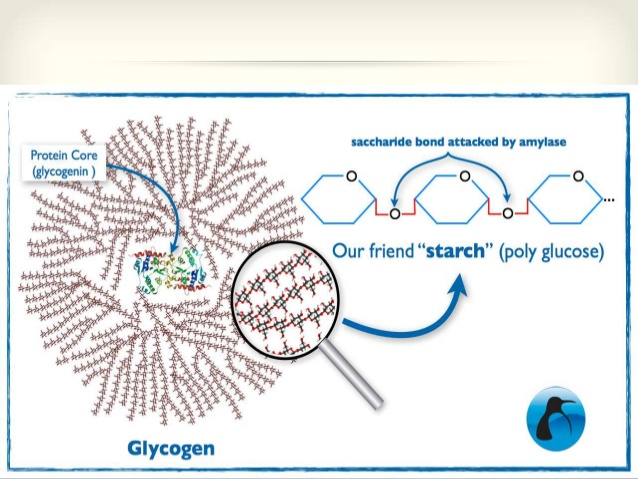 Protein Core
(glycogenin )
saccharide bond attacked by amylase
O
O
O
O
O
...
Our friend “starch” (poly glucose)
Glycogen